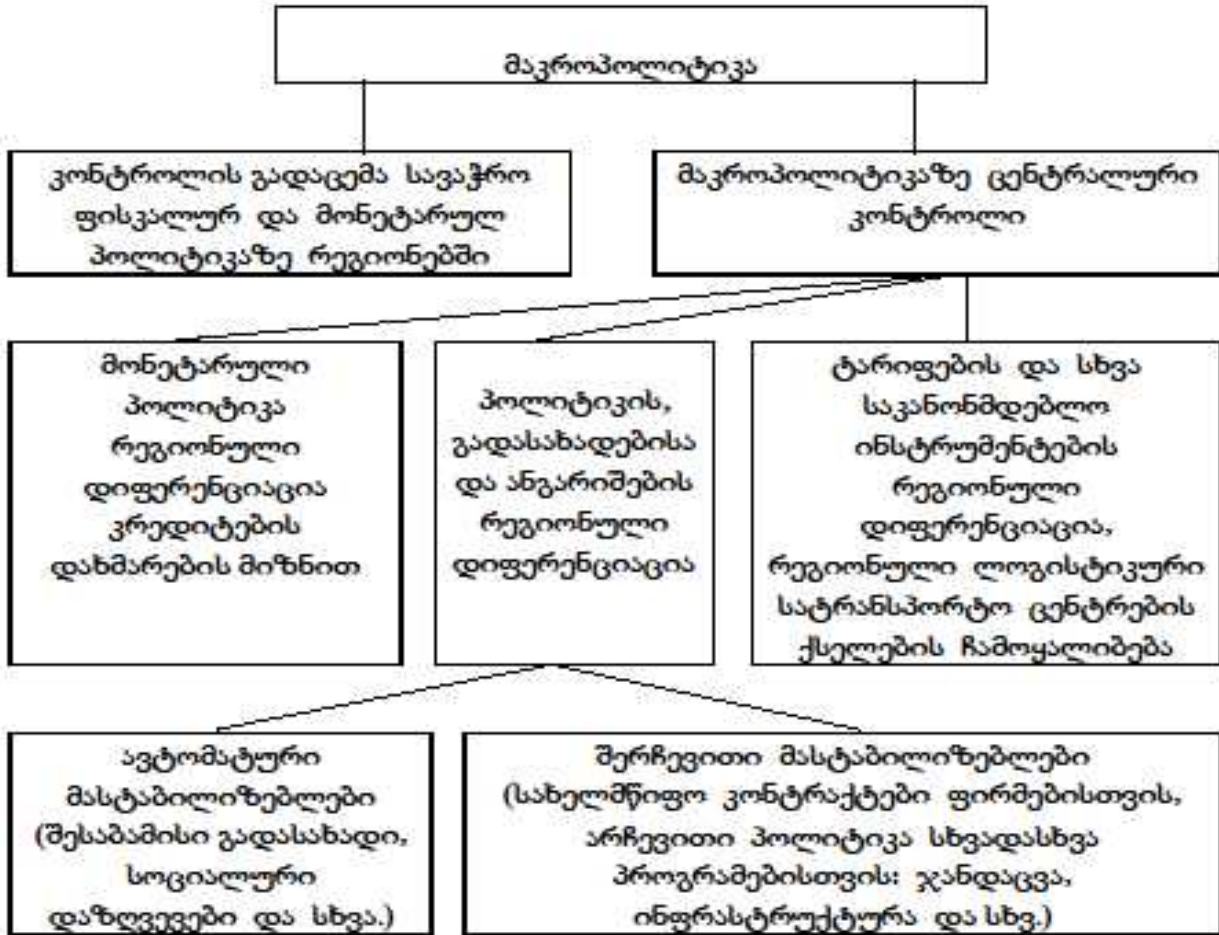 მაკროპოლიტიკა
კონტროლის გადაცემა სავაჭრო
ფისკალურ და მონეტარულ
პოლიტიკაზე რეგიონებში
მაკროპოლიტიკაზე ცენტრალური
კონტროლი
მონეტარული
პოლიტიკა
რეგიონული
დიფერენციაცია
კრედიტების
დახმარების მიზნით
პოლიტიკის,
გადასახადებისა
და ანგარიშების
რეგიონული
დიფერენციაცია
ტარიფების და სხვა
საკანონმდებლო
ინსტრუმენტების
რეგიონული
დიფერენციაცია,
რეგიონული ლოგისტიკური
სატრანსპორტო ცენტრების
ქსელების ჩამოყალიბება
ავტომატური
მასტაბილიზებლები
(შესაბამისი გადასახადი,
სოციალური
დაზღვევები და სხვა.)
შერჩევითი მასტაბილიზებლები
(სახელმწიფო კონტრაქტები ფირმებისთვის,
არჩევითი პოლიტიკა სხვადასხვა
პროგრამებისთვის: ჯანდაცვა,
ინფრასტრუქტურა და სხვ.)